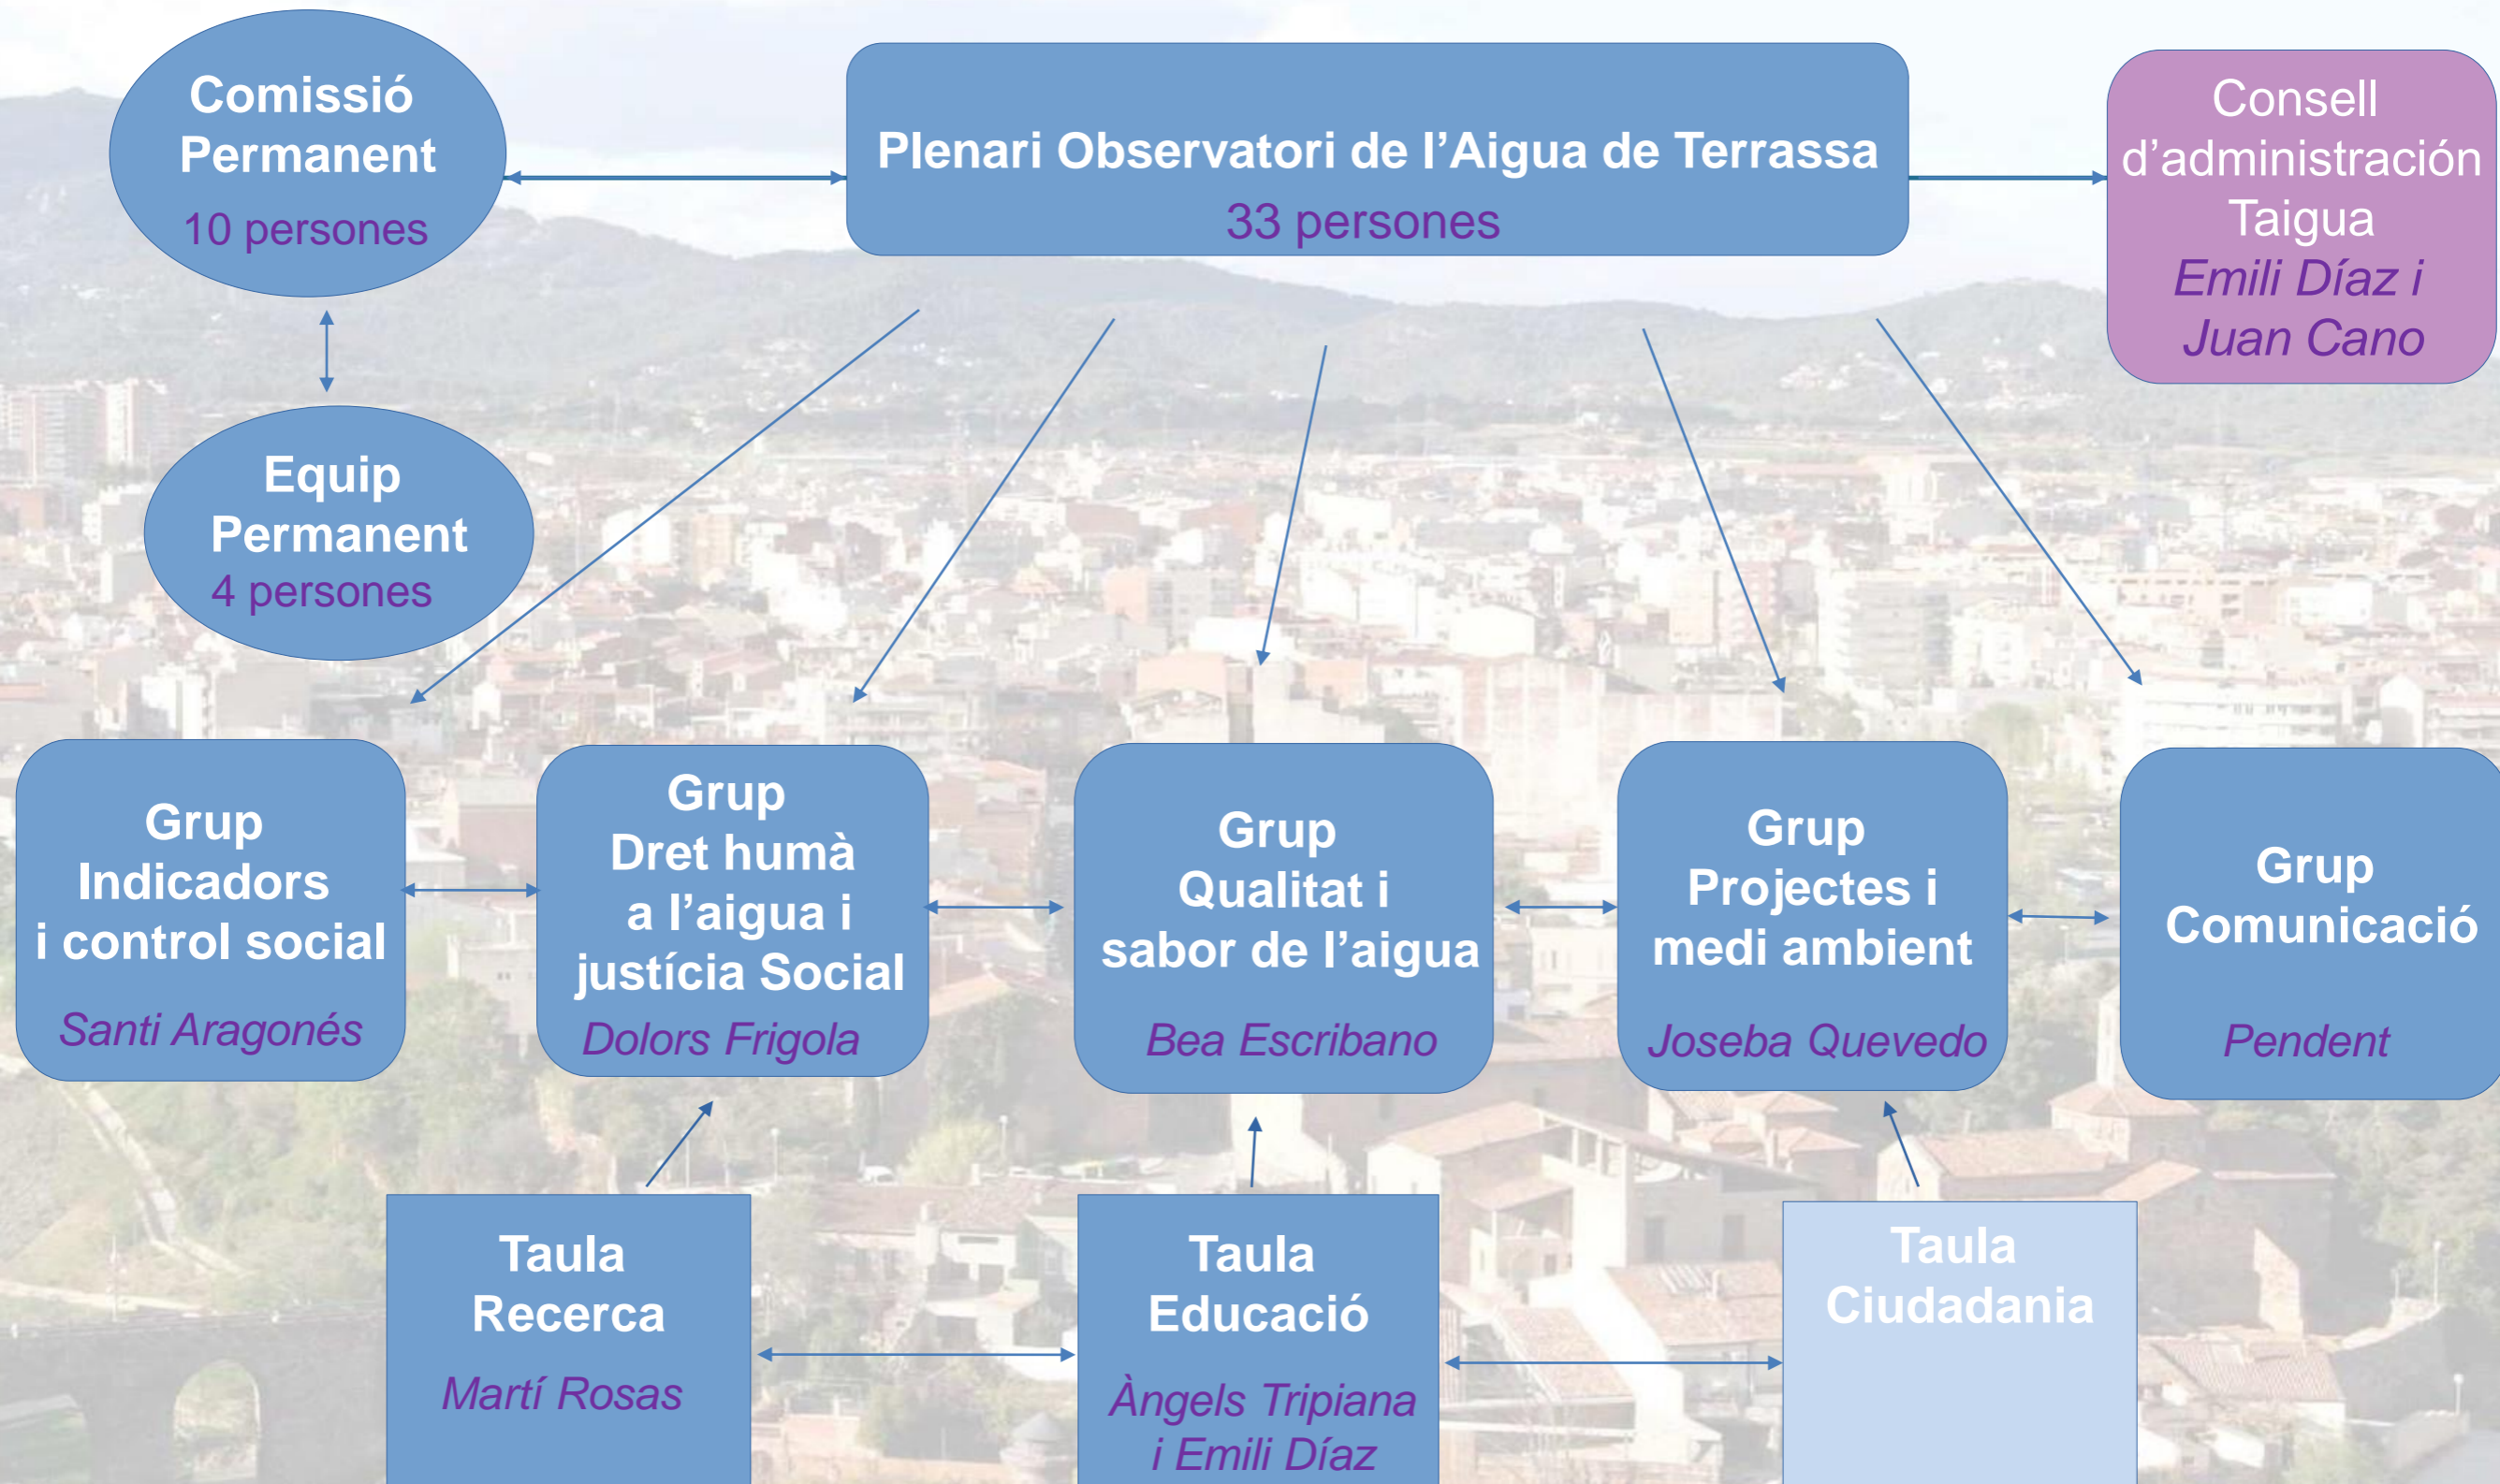 Comissió
Permanent
10 persones
Plenari Observatori de l’Aigua de Terrassa
33 persones
Consell
d’administración
Taigua
Emili Díaz i
Juan Cano
Equip
Permanent
4 persones
Grup
Indicadors
i control social
Santi Aragonés
Grup
Dret humà
a l’aigua i
justícia Social
Dolors Frigola
Grup
Qualitat i
sabor de l’aigua
Bea Escribano
Grup
Projectes i
medi ambient
Joseba Quevedo
Grup
Comunicació
Pendent
Taula
Recerca
Martí Rosas
Taula
Educació
Àngels Tripiana
i Emili Díaz
Taula
Ciudadania